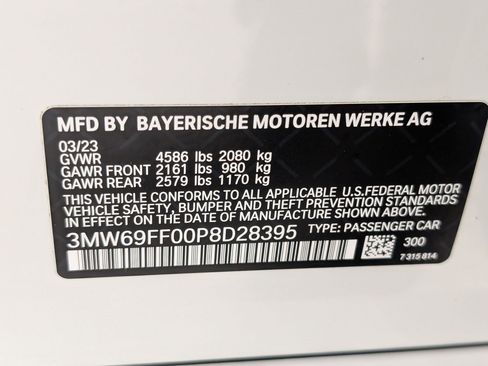 MFD BY BAYERISCHE MOTOREN WERKE AG
03/23
GVWR 4586 lbs 2080 kg
GAWR FRONT 2161 lbs 980 kg
GAWR REAR 2579 lbs 1170 kg
THIS VEHICLE CONFORMS TO ALL APPLICABLE U.S.FEDERAL MOTOR
VEHICLE SAFETY, BUMPER AND THEFT PREVENTION STANDARDS
IN EFFECT ON THE DATE OF MANUFACTURE SHOWN ABOVE.
3MW69FF00P8D28395 TYPE: PASSENGER CAR
300
7 315 814